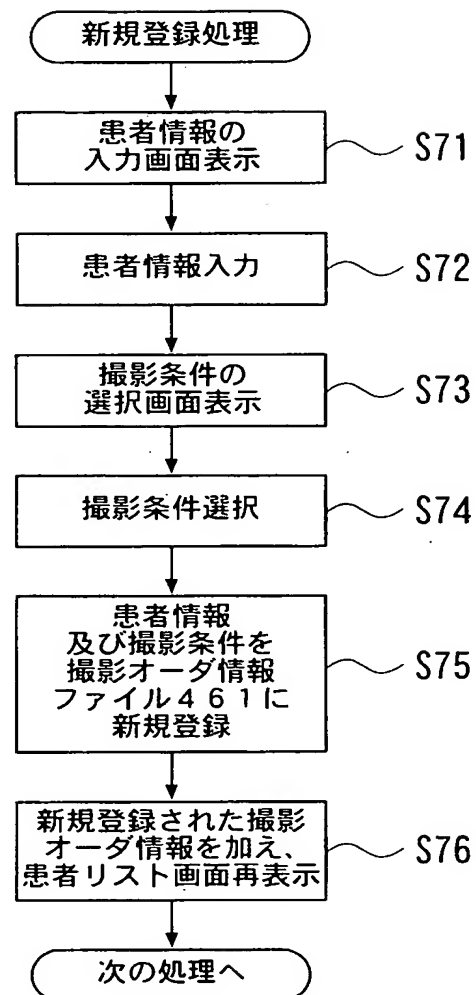 新規登録処理
患者情報の
入力画面表示
S71
患者情報入力
S72
撮影条件の
選択画面表示
S73
撮影条件選択
S74
患者情報
及び撮影条件を
撮影オーダ情報
ファイル４６１に
新規登録
S75
新規登録された撮影
オーダ情報を加え、
患者リスト画面再表示
S76
次の処理へ